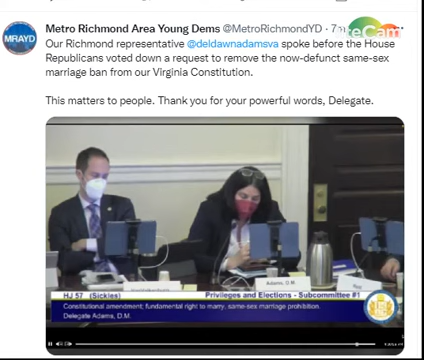 Metro Richmond Area Young Dems @MetroRichmondYD · 7
MRAYD
Our Richmond representative @deldawnadamsva spoke before the House
Republicans voted down a request to remove the now-defunct same-sex
marriage ban from our Virginia Constitution.
This matters to people. Thank you for your powerful words, Delegate.
Adams, D.M.
HJ 57 (Sickles) Privileges and Elections - Subcommittee #1
Constitutional amendment; fundamental right to marry, same-sex marriage prohibition.
Delegate Adams, D.M.